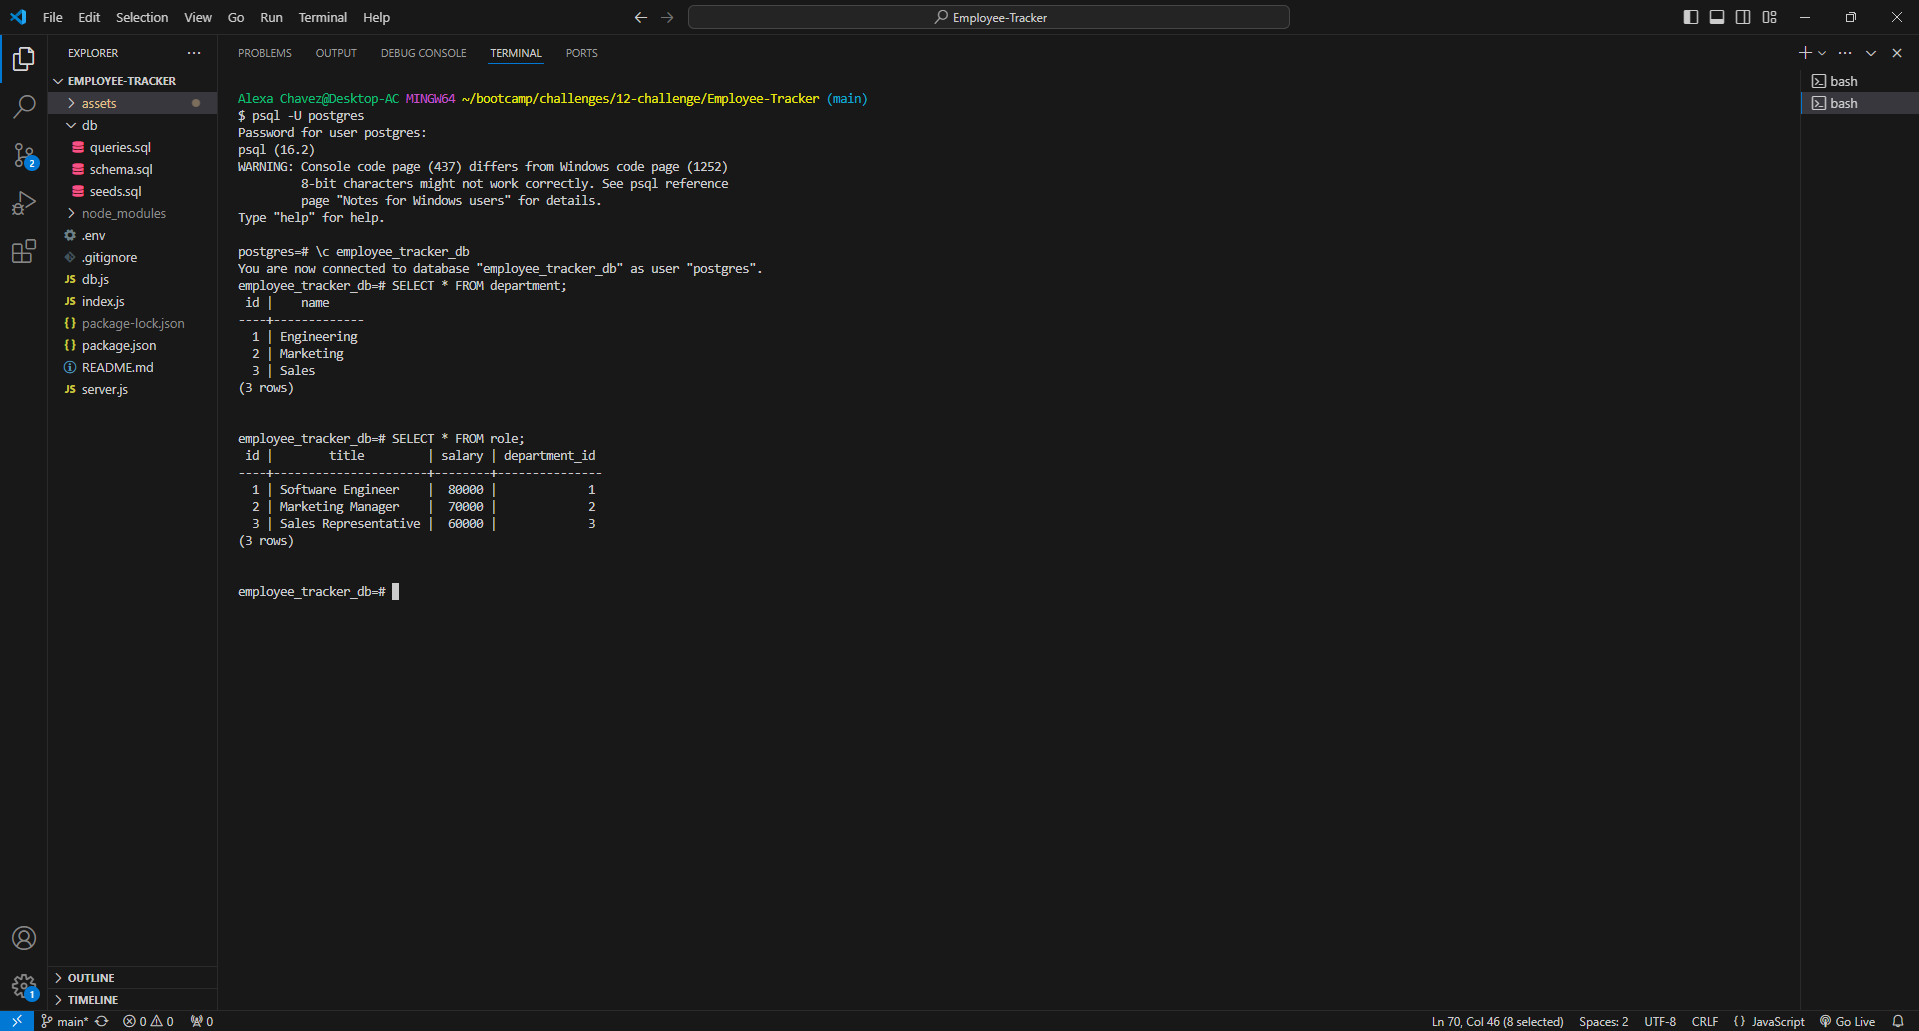 File Edit Selection View Go Run Terminal Help
Employee-Tracker
EXPLORER
EMPLOYEE-TRACKER
assets
db
queries.sql
schema.sql
seeds.sql
node_modules
.env
.gitignore
db.js
index.js
package-lock.json
package.json
README.md
server.js
OUTLINE
TIMELINE
2
1
PROBLEMS OUTPUT DEBUG CONSOLE TERMINAL PORTS
Alexa Chavez@Desktop-AC MINGW64 ~/bootcamp/challenges/12-challenge/Employee-Tracker (main)
$ psql -U postgres
Password for user postgres:
psql (16.2)
WARNING: Console code page (437) differs from Windows code page (1252)
         8-bit characters might not work correctly. See psql reference
         page "Notes for Windows users" for details.
Type "help" for help.
postgres=# \c employee_tracker_db
You are now connected to database "employee_tracker_db" as user "postgres".
employee_tracker_db=# SELECT * FROM department;
 id |    name
----+-------------
  1 | Engineering
  2 | Marketing
  3 | Sales
(3 rows)
employee_tracker_db=# SELECT * FROM role;
 id |        title         | salary | department_id
----+----------------------+--------+---------------
  1 | Software Engineer    |  80000 |             1
  2 | Marketing Manager    |  70000 |             2
  3 | Sales Representative |  60000 |             3
(3 rows)
employee_tracker_db=#
bash
bash
main* 0 0 0
Ln 70, Col 46 (8 selected) Spaces: 2 UTF-8 CRLF {} JavaScript Go Live